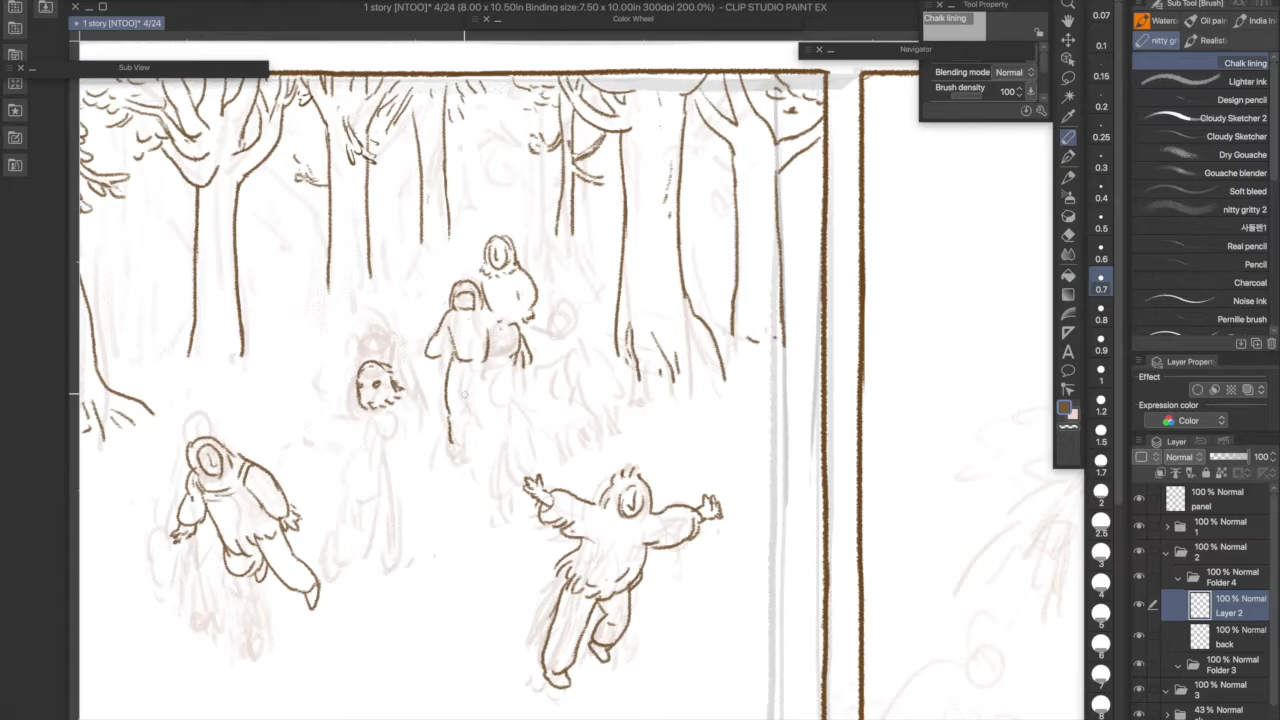 1 story [NTOO]* 4/24 (8.00 x 10.50in Binding size:7.50 x 10.00in 300dpi 200.0%) - CLIP STUDIO PAINT EX
Color Wheel
1 story [NTOO]* 4/24
Sub View
Tool Property
Chalk lining
Navigator
Blending mode Normal
Brush density
100
0.07
0.1
0.15
0.2
0.25
0.3
0.4
0.5
0.6
0.7
0.8
0.9
1
1.2
1.5
1.7
2
2.5
3
4
5
6
7
8
Sub Tool [Brush]
Oil pain
India in
nitty gri
Realist
Chalk lining
Lighter ink
Design pencil
Cloudy Sketcher 2
Cloudy Sketcher
Dry Gouache
Gouache blender
Soft bleed
nitty gritty 2
사들펜1
Real pencil
Pencil
Charcoal
Noise Ink
Pernille brush
Layer Propert
Effect
Expression color
Color
Layer
Normal
100
100 % Normal
panel
100 % Normal
1
100 % Normal
2
100 % Normal
Folder 4
100 % Normal
Layer 2
100 % Normal
back
100 % Normal
Folder 3
100 % Normal
3
43 % Normal